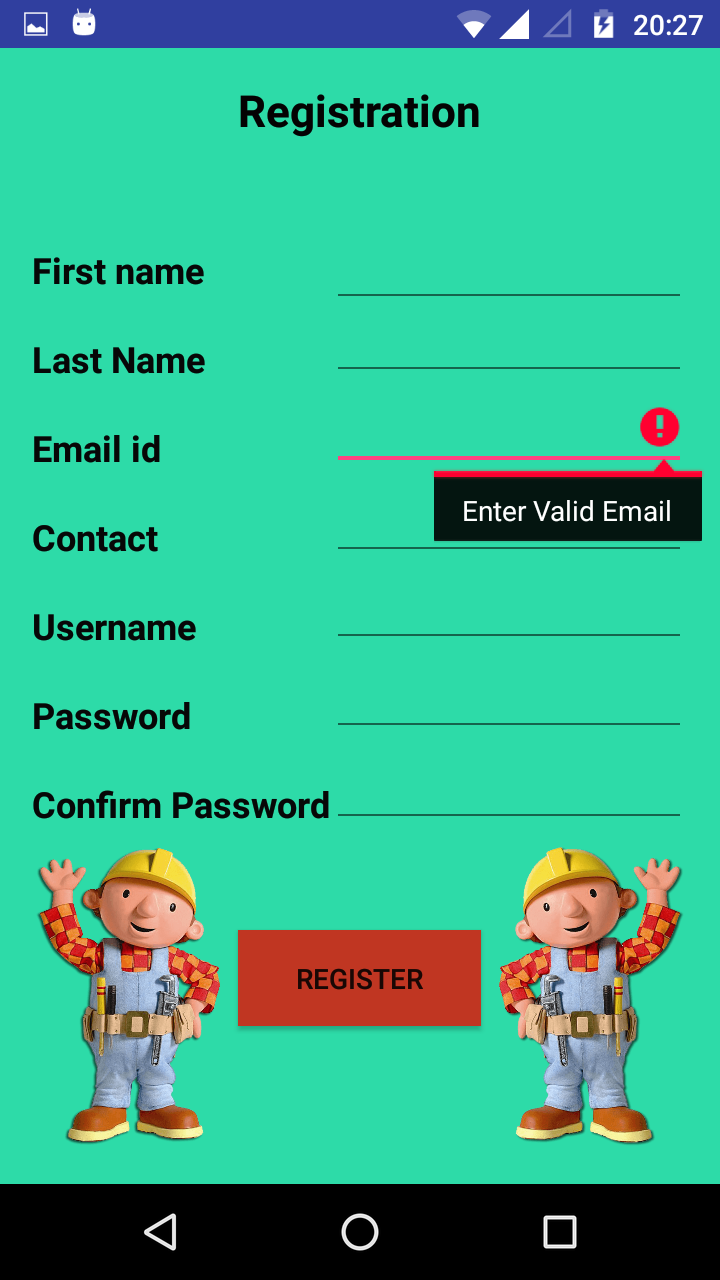 20:27
Registration
First name
Last Name
Email id
Enter Valid Email
Contact
Username
Password
Confirm Password
REGISTER